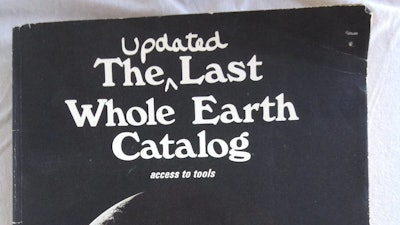 Updated
The ‸ Last
Whole Earth
Catalog
access to tools